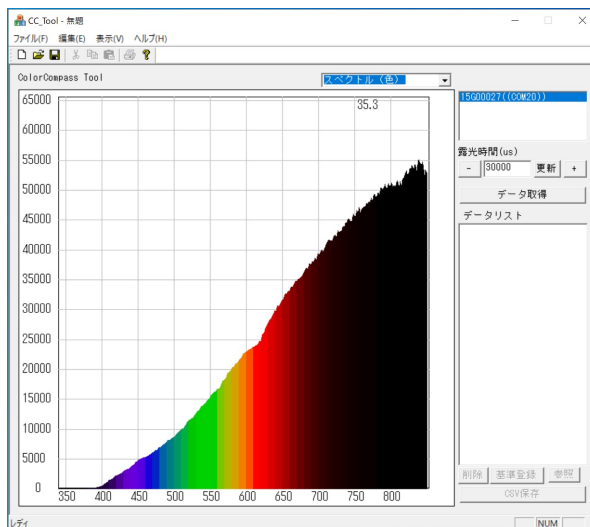 CC_Tool - 無題
ファイル(F) 編集(E) 表示(V) ヘルプ(H)
ColorCompass Tool
スペクトル（色）
15G00027((COM20))
35.3
65000
60000
55000
50000
45000
40000
35000
30000
25000
20000
15000
10000
5000
0
350 400 450 500 550 600 650 700 750 800
露光時間(us)
- 30000 更新 +
データ取得
データリスト
削除 基準登録 参照
CSV保存
レディ
NUM